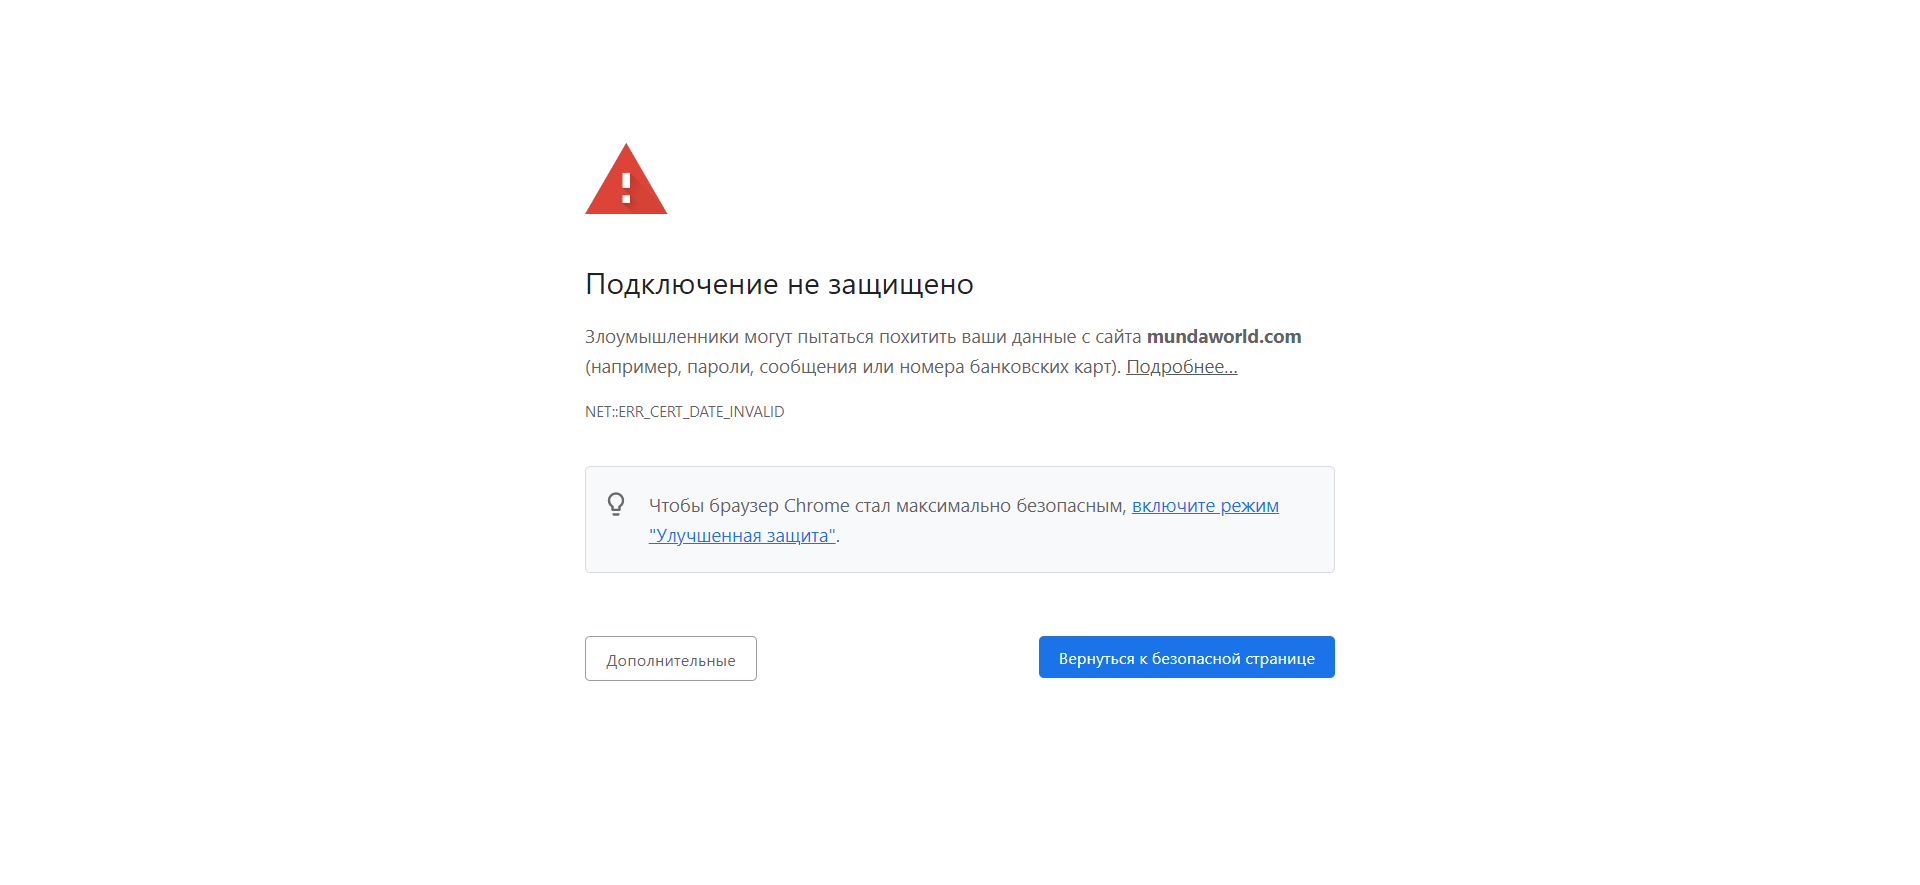 Подключение не защищено
Злоумышленники могут пытаться похитить ваши данные с сайта mundaworld.com
(например, пароли, сообщения или номера банковских карт). Подробнее...
NET::ERR_CERT_DATE_INVALID
Чтобы браузер Chrome стал максимально безопасным, включите режим
"Улучшенная защита".
Дополнительные
Вернуться к безопасной странице